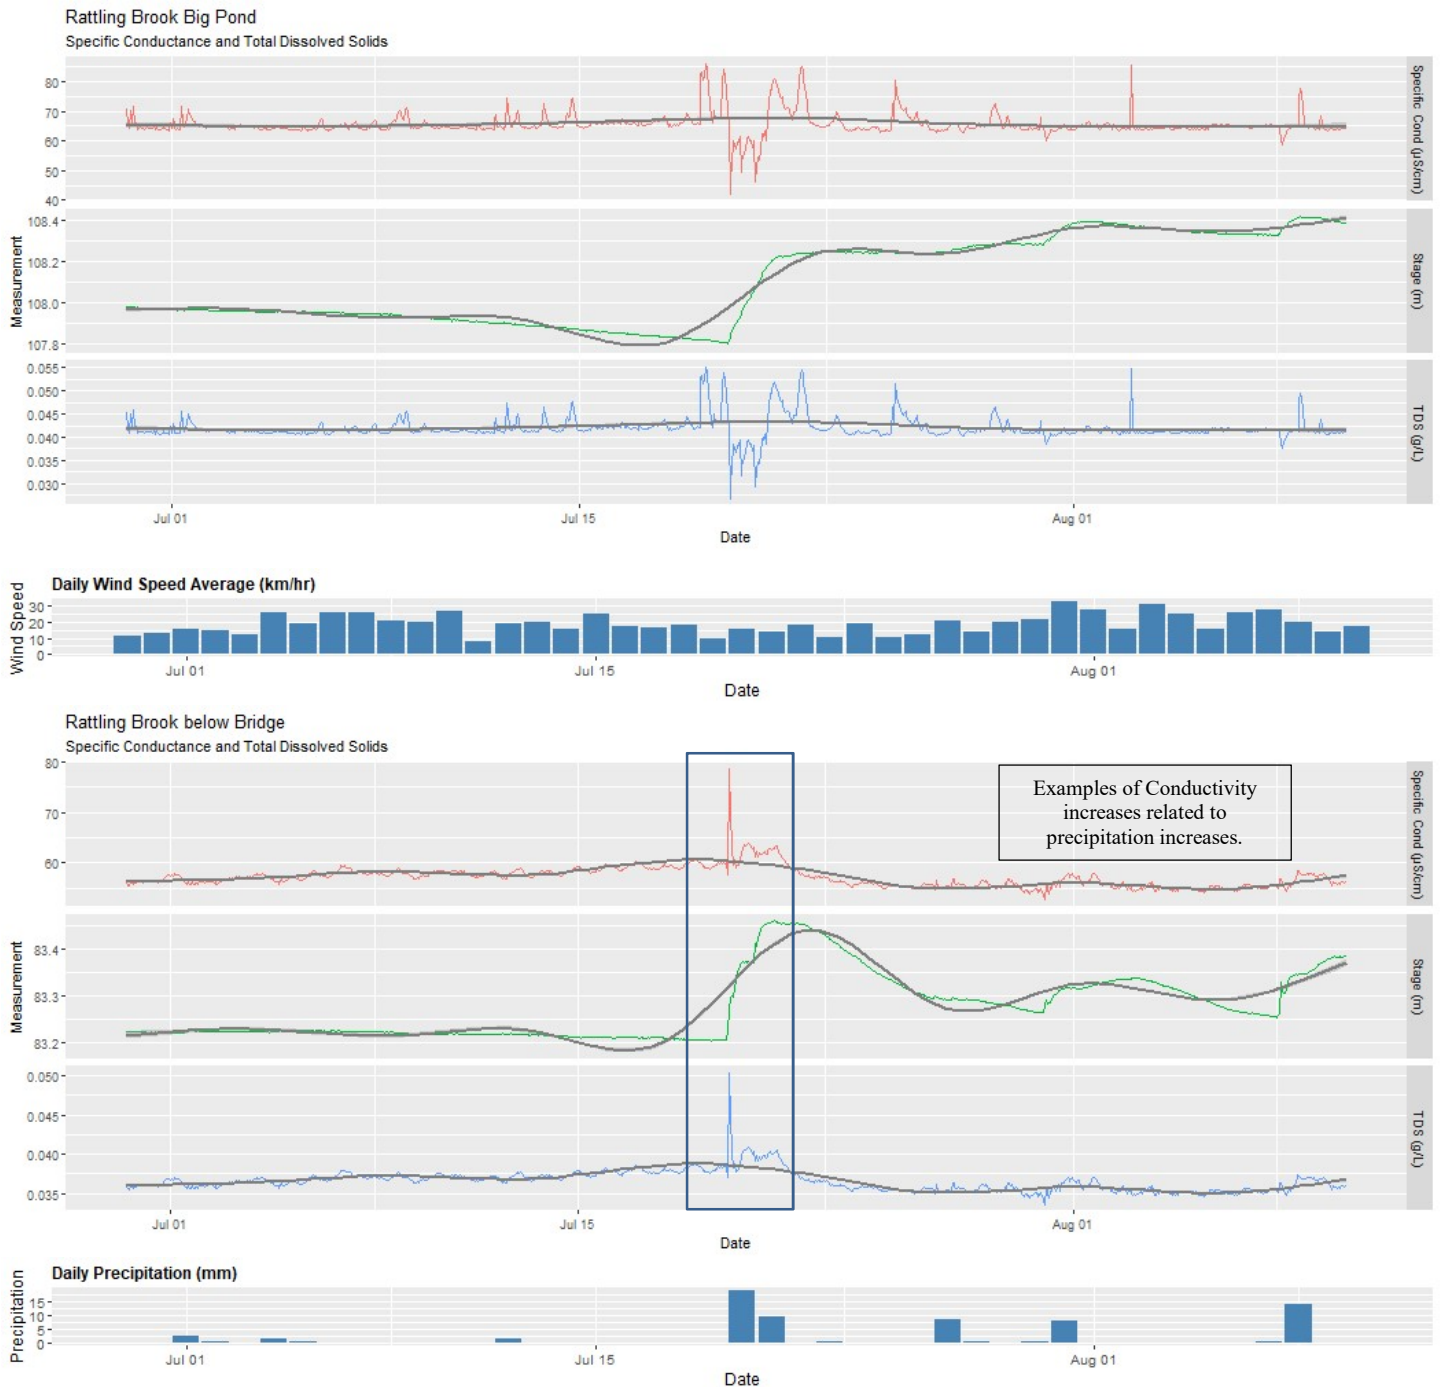 Rattling Brook Big Pond
Specific Conductance and Total Dissolved Solids
80
70
60
50
40
Specific Cond (µS/cm)
Measurement
108.4
108.2
108.0
107.8
Stage (m)
0.055
0.050
0.045
0.040
0.035
0.030
TDS (g/L)
Jul 01 Jul 15 Aug 01
Date
Daily Wind Speed Average (km/hr)
Wind Speed
30
20
10
0
Jul 01 Jul 15 Aug 01
Date
Rattling Brook below Bridge
Specific Conductance and Total Dissolved Solids
80
70
60
Specific Cond (µS/cm)
Examples of Conductivity
increases related to
precipitation increases.
Measurement
83.4
83.3
83.2
Stage (m)
0.050
0.045
0.040
0.035
TDS (g/L)
Jul 01 Jul 15 Aug 01
Date
Daily Precipitation (mm)
Precipitation
15
10
5
0
Jul 01 Jul 15 Aug 01
Date